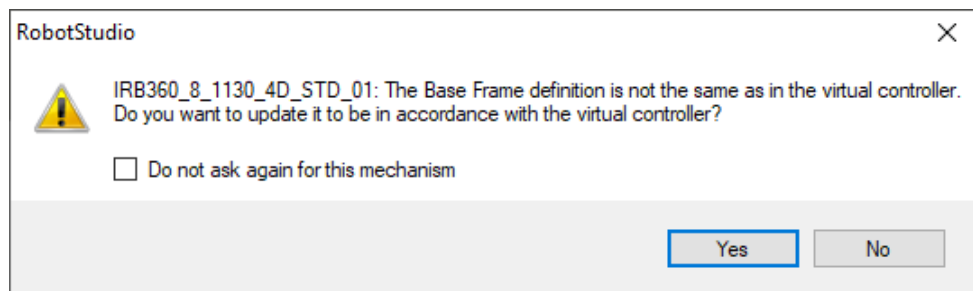 RobotStudio
IRB360_8_1130_4D_STD_01: The Base Frame definition is not the same as in the virtual controller.
Do you want to update it to be in accordance with the virtual controller?
Do not ask again for this mechanism
Yes No